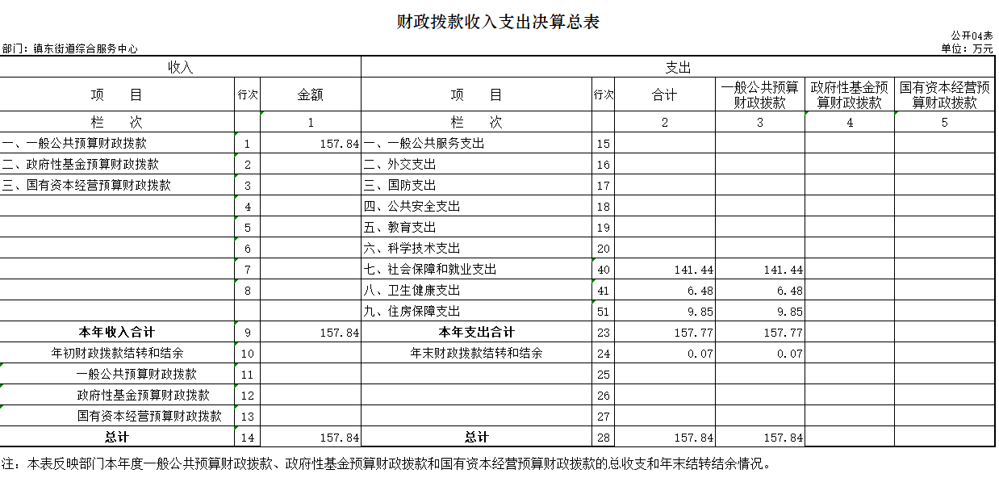 财政拨款收入支出决算总表
公开04表
部门：镇东街道综合服务中心 单位：万元
收入 支出
项 目 行次 金额 项 目 行次 合计 一般公共预算财政拨款 政府性基金预算财政拨款 国有资本经营预算财政拨款
栏 次 1 栏 次 2 3 4 5
一、一般公共预算财政拨款 1 157.84 一、一般公共服务支出 15
二、政府性基金预算财政拨款 2 二、外交支出 16
三、国有资本经营预算财政拨款 3 三、国防支出 17
4 四、公共安全支出 18
5 五、教育支出 19
6 六、科学技术支出 20
7 七、社会保障和就业支出 40 141.44 141.44
8 八、卫生健康支出 41 6.48 6.48
九、住房保障支出 51 9.85 9.85
本年收入合计 9 157.84 本年支出合计 23 157.77 157.77
年初财政拨款结转和结余 10 年末财政拨款结转和结余 24 0.07 0.07
一般公共预算财政拨款 11 25
政府性基金预算财政拨款 12 26
国有资本经营预算财政拨款 13 27
总计 14 157.84 总计 28 157.84 157.84
注：本表反映部门本年度一般公共预算财政拨款、政府性基金预算财政拨款和国有资本经营预算财政拨款的总收支和年末结转结余情况。